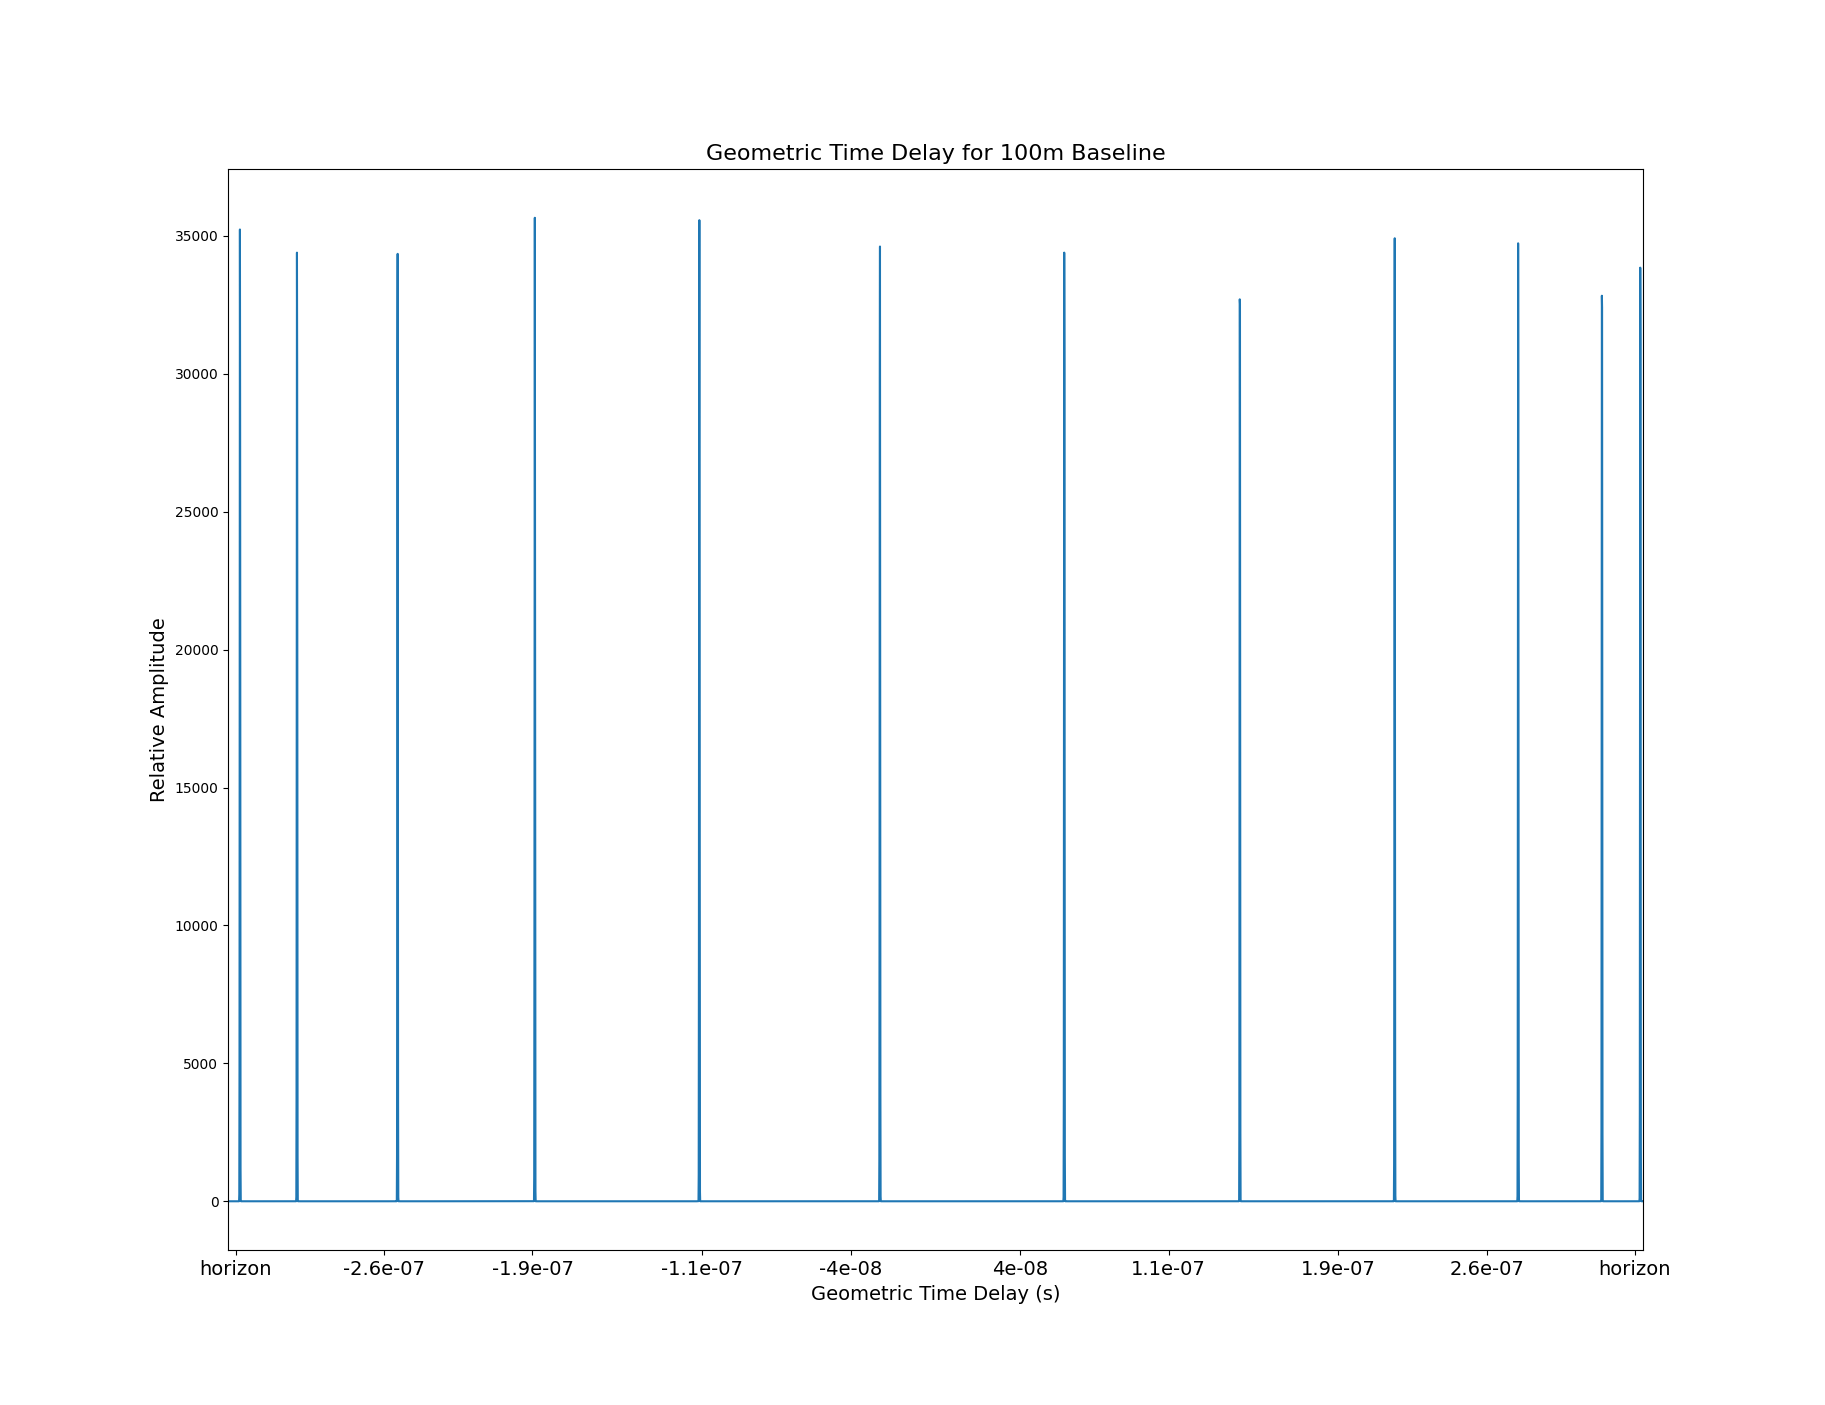 Geometric Time Delay for 100m Baseline
35000
30000
25000
20000
15000
10000
5000
0
Relative Amplitude
horizon -2.6e-07 -1.9e-07 -1.1e-07 -4e-08 4e-08 1.1e-07 1.9e-07 2.6e-07 horizon
Geometric Time Delay (s)